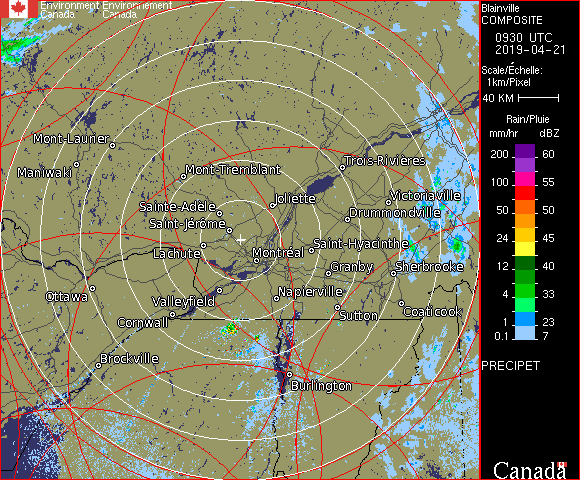 Environment Environnement
Canada Canada
Blainville
COMPOSITE
0930 UTC
2019-04-21
Scale/Échelle:
1km/Pixel
40 KM
Rain/Pluie
mm/hr dBZ
200 60
100 55
50 50
24 45
12 40
4 33
1 23
0.1 7
PRECIPET
Canada
Mont-Laurier
Maniwaki
Mont-Tremblant
Trois-Rivières
Sainte-Adèle
Joliette
Victoriaville
Saint-Jérôme
Drummondville
Lachute
Montréal
Saint-Hyacinthe
Granby
Sherbrooke
Ottawa
Valleyfield
Napierville
Cornwall
Sutton
Coaticook
Brockville
Burlington